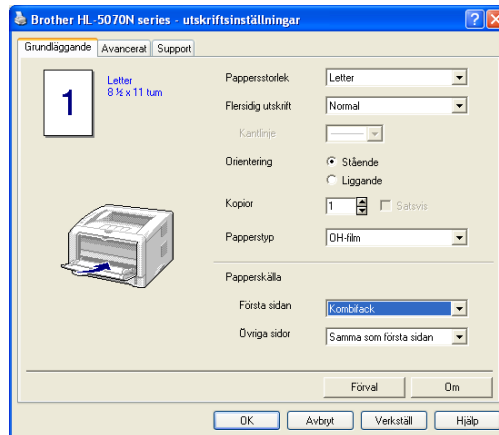 Brother HL-5070N series - utskriftsinställningar
Grundläggande Avancerat Support
1
Letter
8 ½ x 11 tum
Pappersstorlek Letter
Flersidig utskrift Normal
Kantlinje
Orientering Stående
Liggande
Kopior 1 Satsvis
Papperstyp OH-film
Papperskälla
Första sidan Kombifack
Övriga sidor Samma som första sidan
Förval Om
OK Avbryt Verkställ Hjälp